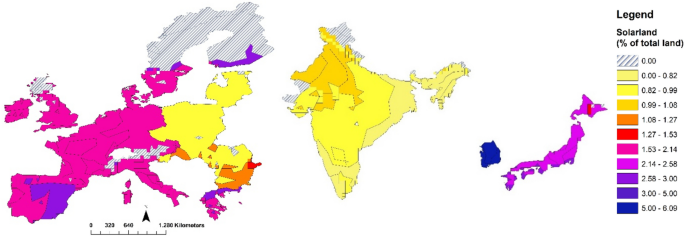 Legend
Solarland
(% of total land)
0.00
0.00 - 0.82
0.82 - 0.99
0.99 - 1.08
1.08 - 1.27
1.27 - 1.53
1.53 - 2.14
2.14 - 2.58
2.58 - 3.00
3.00 - 5.00
5.00 - 6.09
0 320 640 1.280 Kilometers